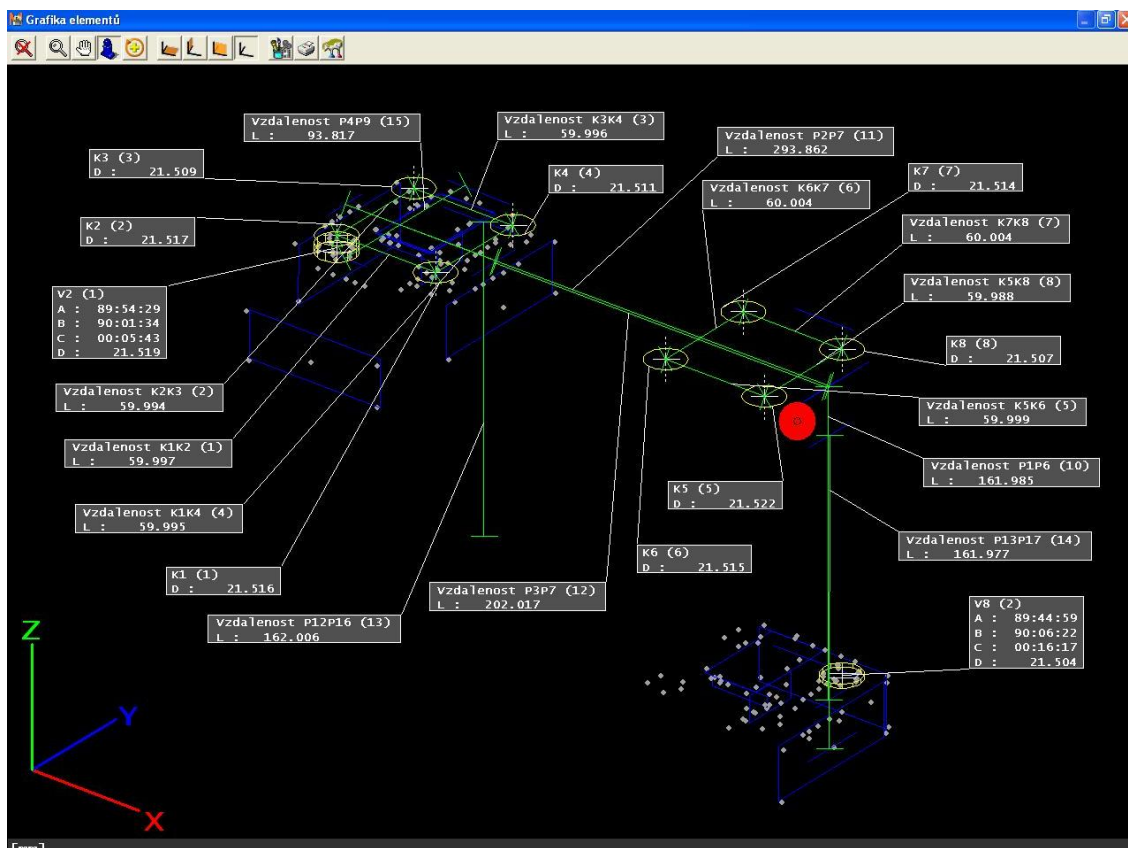 Grafika elementů
Vzdalenost P4P9 (15)
L : 93.817
Vzdalenost K3K4 (3)
L : 59.996
Vzdalenost P2P7 (11)
L : 293.862
K3 (3)
D : 21.509
K4 (4)
D : 21.511
Vzdalenost K6K7 (6)
L : 60.004
K7 (7)
D : 21.514
K2 (2)
D : 21.517
Vzdalenost K7K8 (7)
L : 60.004
V2 (1)
A : 89:54:29
B : 90:01:34
C : 00:05:43
D : 21.519
Vzdalenost K5K8 (8)
L : 59.988
K8 (8)
D : 21.507
Vzdalenost K2K3 (2)
L : 59.994
Vzdalenost K5K6 (5)
L : 59.999
Vzdalenost K1K2 (1)
L : 59.997
Vzdalenost P1P6 (10)
L : 161.985
K5 (5)
D : 21.522
Vzdalenost K1K4 (4)
L : 59.995
Vzdalenost P13P17 (14)
L : 161.977
K6 (6)
D : 21.515
K1 (1)
D : 21.516
Vzdalenost P3P7 (12)
L : 202.017
Vzdalenost P12P16 (13)
L : 162.006
V8 (2)
A : 89:44:59
B : 90:06:22
C : 00:16:17
D : 21.504
Z
Y
X